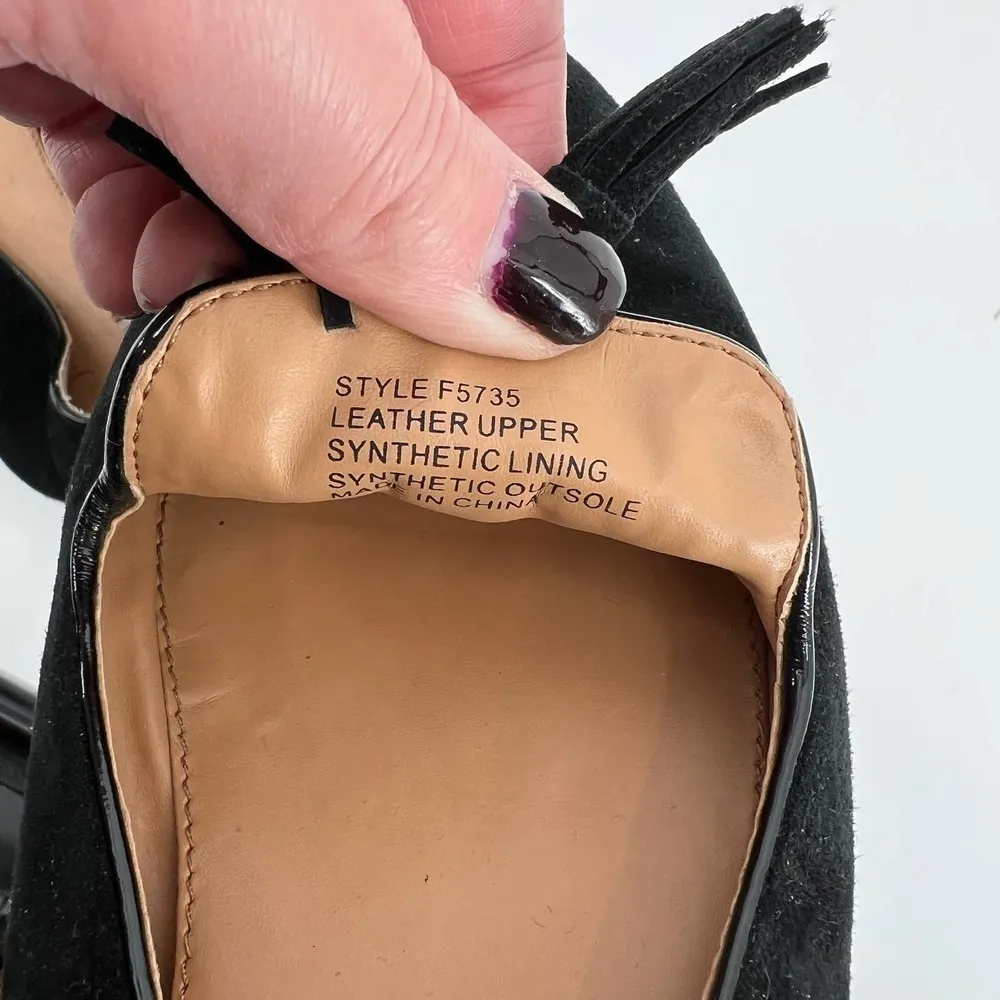 STYLE F5735
LEATHER UPPER
SYNTHETIC LINING
SYNTHETIC OUTSOLE
MADE IN CHINA